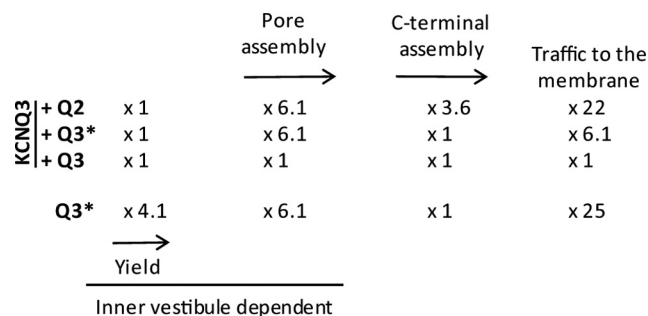 Pore assembly
C-terminal assembly
Traffic to the membrane
KCNQ3
+ Q2 x 1 x 6.1 x 3.6 x 22
+ Q3* x 1 x 6.1 x 1 x 6.1
+ Q3 x 1 x 1 x 1 x 1
Q3* x 4.1 x 6.1 x 1 x 25
Yield
Inner vestibule dependent